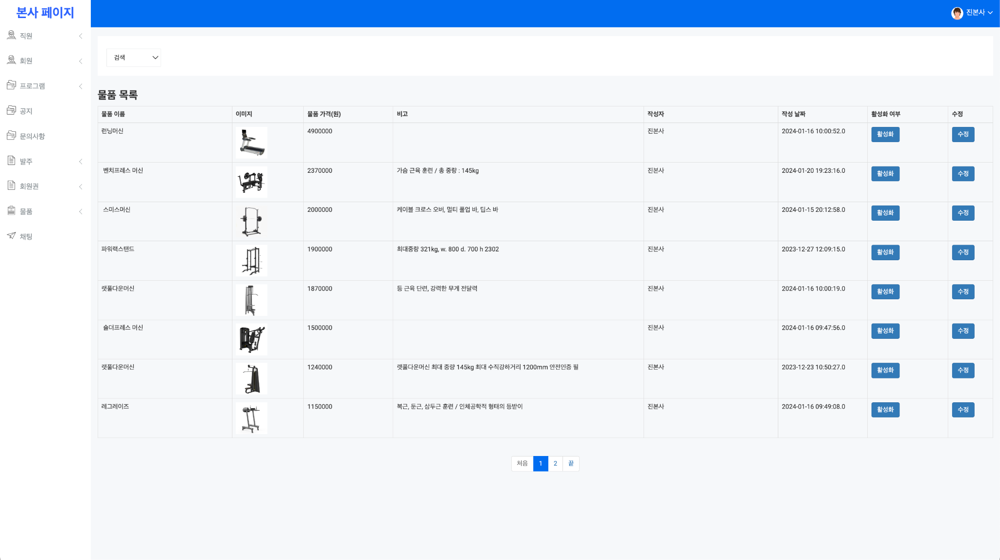 본사 페이지
진본사
직원
회원
프로그램
공지
문의사항
발주
회원권
물품
채팅
검색
물품 목록
물품 이름 이미지 물품 가격(원) 비고 작성자 작성 날짜 활성화 여부 수정
런닝머신 4900000 진본사 2024-01-16 10:00:52.0 활성화 수정
벤치프레스 머신 2370000 가슴 근육 훈련 / 총 중량 : 145kg 진본사 2024-01-20 19:23:16.0 활성화 수정
스미스머신 2000000 케이블 크로스 오버, 멀티 풀업 바, 딥스 바 진본사 2024-01-15 20:12:58.0 활성화 수정
파워랙스탠드 1900000 최대중량 321kg, w. 800 d. 700 h 2302 진본사 2023-12-27 12:09:15.0 활성화 수정
랫풀다운머신 1870000 등 근육 단련, 강력한 무게 전달력 진본사 2024-01-16 10:00:19.0 활성화 수정
숄더프레스 머신 1500000 진본사 2024-01-16 09:47:56.0 활성화 수정
랫풀다운머신 1240000 랫풀다운머신 최대 중량 145kg 최대 수직강하거리 1200mm 안전인증 필 진본사 2023-12-23 10:50:27.0 활성화 수정
레그레이즈 1150000 복근, 둔근, 삼두근 훈련 / 인체공학적 형태의 등받이 진본사 2024-01-16 09:49:08.0 활성화 수정
처음 1 2 끝